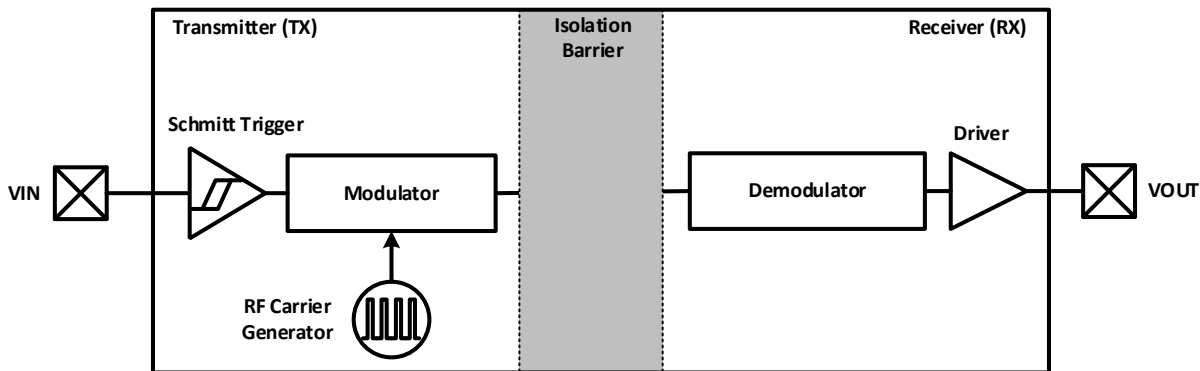 Transmitter (TX)
Isolation
Barrier
Receiver (RX)
Schmitt Trigger
Driver
VIN
Modulator
Demodulator
VOUT
RF Carrier
Generator